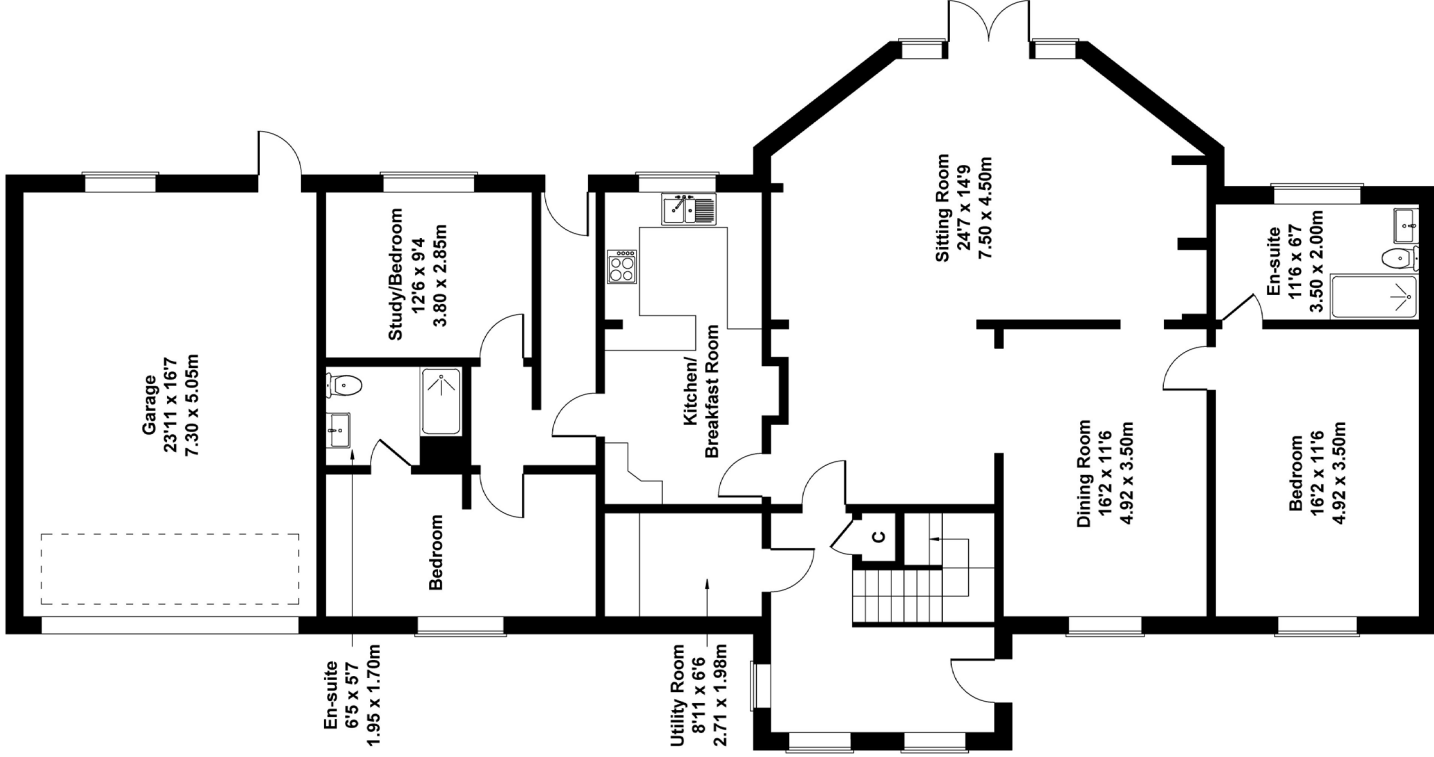 Garage
23'11 x 16'7
7.30 x 5.05m
Study/Bedroom
12'6 x 9'4
3.80 x 2.85m
Kitchen/
Breakfast Room
Sitting Room
24'7 x 14'9
7.50 x 4.50m
En-suite
11'6 x 6'7
3.50 x 2.00m
Bedroom
Dining Room
16'2 x 11'6
4.92 x 3.50m
Bedroom
16'2 x 11'6
4.92 x 3.50m
C
En-suite
6'5 x 5'7
1.95 x 1.70m
Utility Room
8'11 x 6'6
2.71 x 1.98m